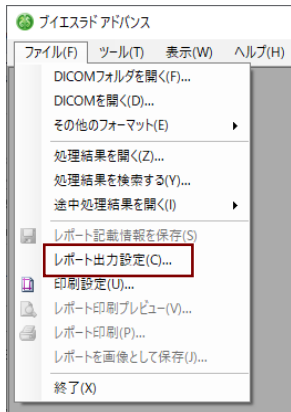 ブイエスラド アドバンス
ファイル(F) ツール(T) 表示(W) ヘルプ(H)
DICOMフォルダを開く(F)...
DICOMを開く(D)...
その他のフォーマット(E)
処理結果を開く(Z)...
処理結果を検索する(Y)...
途中処理結果を開く(I)
レポート記載情報を保存(S)
レポート出力設定(C)...
印刷設定(U)...
レポート印刷プレビュー(V)...
レポート印刷(P)...
レポートを画像として保存(J)...
終了(X)